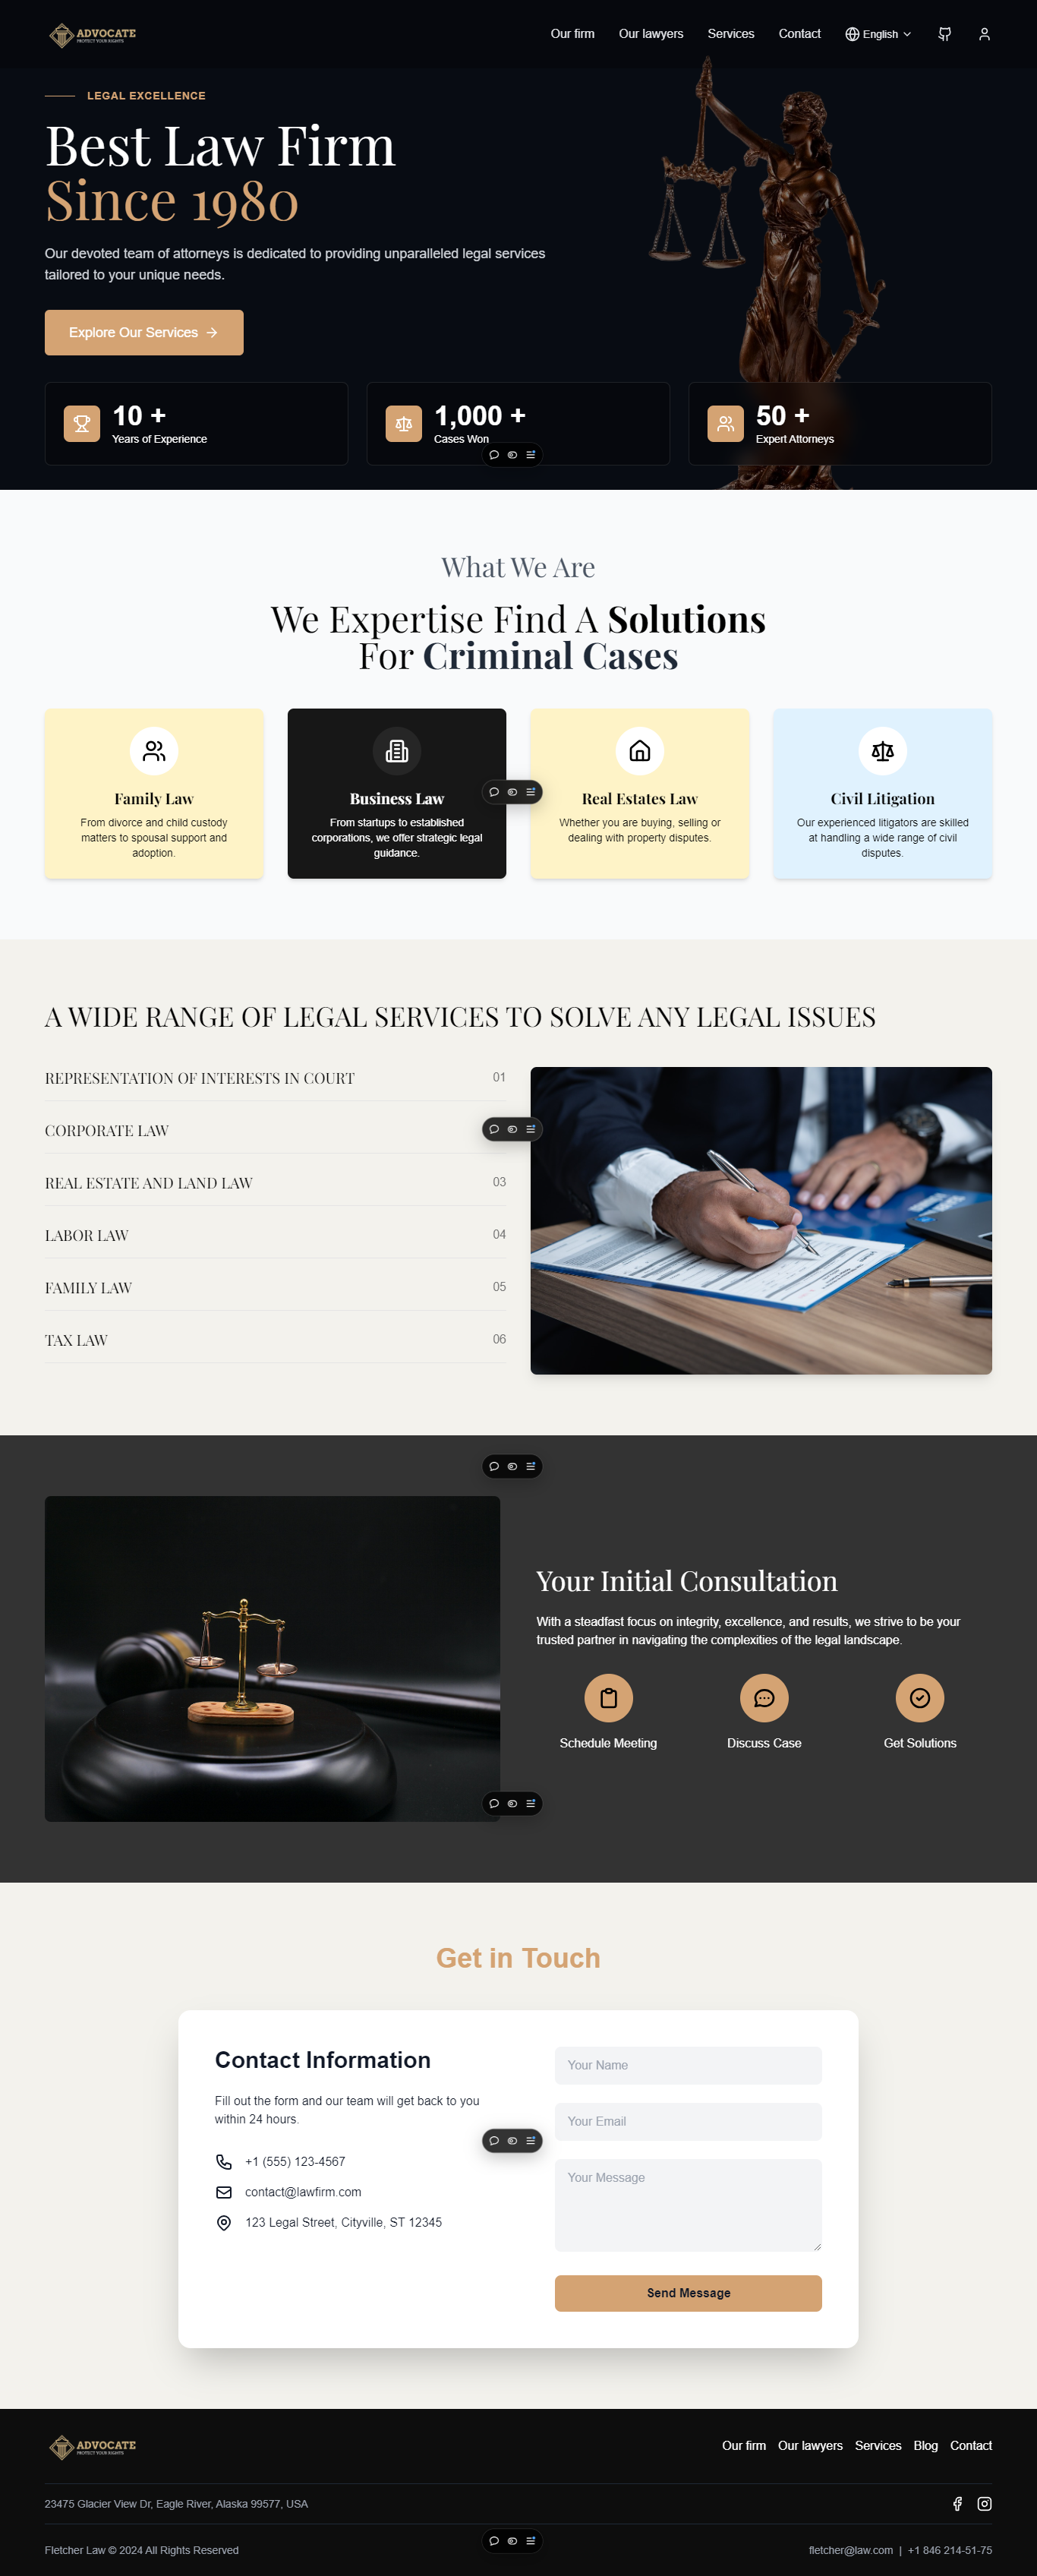 ADVOCATE
PROTECT YOUR RIGHTS
Our firm Our lawyers Services Contact English
LEGAL EXCELLENCE
Best Law Firm
Since 1980
Our devoted team of attorneys is dedicated to providing unparalleled legal services
tailored to your unique needs.
Explore Our Services
10 +
Years of Experience
1,000 +
Cases Won
50 +
Expert Attorneys
What We Are
We Expertise Find A Solutions
For Criminal Cases
Family Law
From divorce and child custody
matters to spousal support and
adoption.
Business Law
From startups to established
corporations, we offer strategic legal
guidance.
Real Estates Law
Whether you are buying, selling or
dealing with property disputes.
Civil Litigation
Our experienced litigators are skilled
at handling a wide range of civil
disputes.
A WIDE RANGE OF LEGAL SERVICES TO SOLVE ANY LEGAL ISSUES
REPRESENTATION OF INTERESTS IN COURT 01
CORPORATE LAW
REAL ESTATE AND LAND LAW 03
LABOR LAW 04
FAMILY LAW 05
TAX LAW 06
Your Initial Consultation
With a steadfast focus on integrity, excellence, and results, we strive to be your
trusted partner in navigating the complexities of the legal landscape.
Schedule Meeting
Discuss Case
Get Solutions
Get in Touch
Contact Information
Fill out the form and our team will get back to you
within 24 hours.
+1 (555) 123-4567
contact@lawfirm.com
123 Legal Street, Cityville, ST 12345
Your Name
Your Email
Your Message
Send Message
ADVOCATE
PROTECT YOUR RIGHTS
Our firm Our lawyers Services Blog Contact
23475 Glacier View Dr, Eagle River, Alaska 99577, USA
Fletcher Law © 2024 All Rights Reserved
fletcher@law.com | +1 846 214-51-75